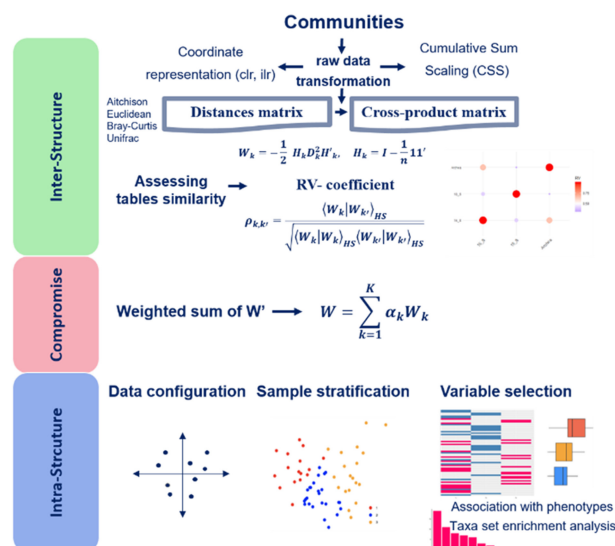 Communities
Coordinate
representation (clr, ilr)
raw data
transformation
Cumulative Sum
Scaling (CSS)
Aitchison
Euclidean
Bray-Curtis
Unifrac
Distances matrix
Cross-product matrix
W_k = -1/2 H_k D_k^2 H'_k, H_k = I - 1/n 11'
Inter-Structure
Assessing
tables similarity
RV- coefficient
ρ_{k,k'} = ⟨W_k|W_{k'}⟩_{HS} / √(⟨W_k|W_k⟩_{HS}⟨W_{k'}|W_{k'}⟩_{HS})
RV
Compromise
Weighted sum of W'
W = ∑_{k=1}^{K} α_k W_k
Intra-Strcuture
Data configuration
Sample stratification
Variable selection
Association with phenotypes
Taxa set enrichment analysis